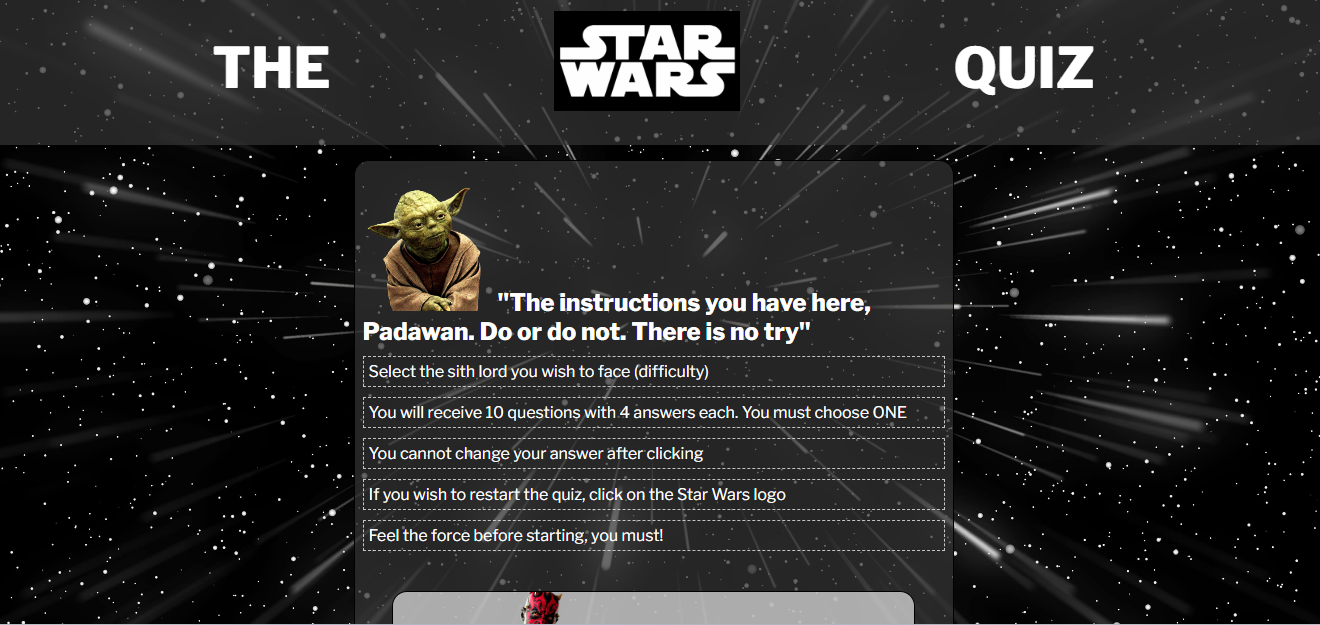 THE STAR WARS QUIZ
"The instructions you have here,
Padawan. Do or do not. There is no try"
Select the sith lord you wish to face (difficulty)
You will receive 10 questions with 4 answers each. You must choose ONE
You cannot change your answer after clicking
If you wish to restart the quiz, click on the Star Wars logo
Feel the force before starting, you must!